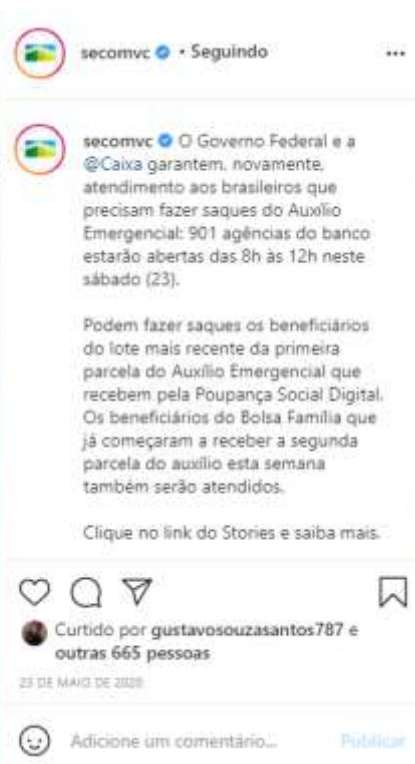 secomvc • Seguindo
secomvc O Governo Federal e a
@Caixa garantem, novamente,
atendimento aos brasileiros que
precisam fazer saques do Auxílio
Emergencial: 901 agências do banco
estarão abertas das 8h às 12h neste
sábado (23).
Podem fazer saques os beneficiários
do lote mais recente da primeira
parcela do Auxílio Emergencial que
recebem pela Poupança Social Digital.
Os beneficiários do Bolsa Família que
já começaram a receber a segunda
parcela do auxílio esta semana
também serão atendidos.
Clique no link do Stories e saiba mais.
Curtido por gustavosouzasantos787 e
outras 665 pessoas
23 DE MAIO DE 2020
Adicione um comentário... Publicar